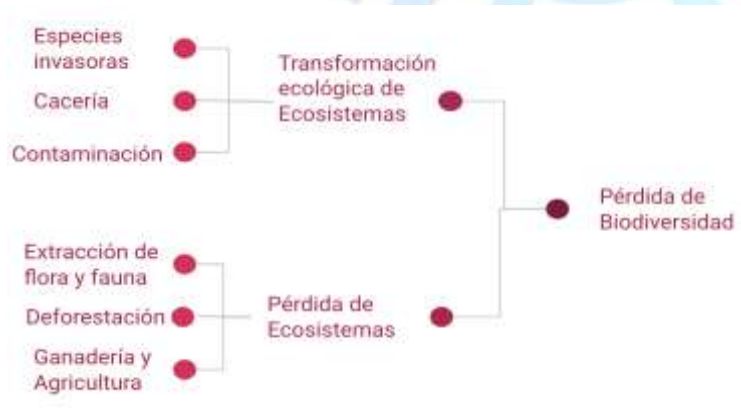 Especies
invasoras
Cacería
Contaminación
Transformación
ecológica de
Ecosistemas
Extracción de
flora y fauna
Deforestación
Ganadería y
Agricultura
Pérdida de
Ecosistemas
Pérdida de
Biodiversidad